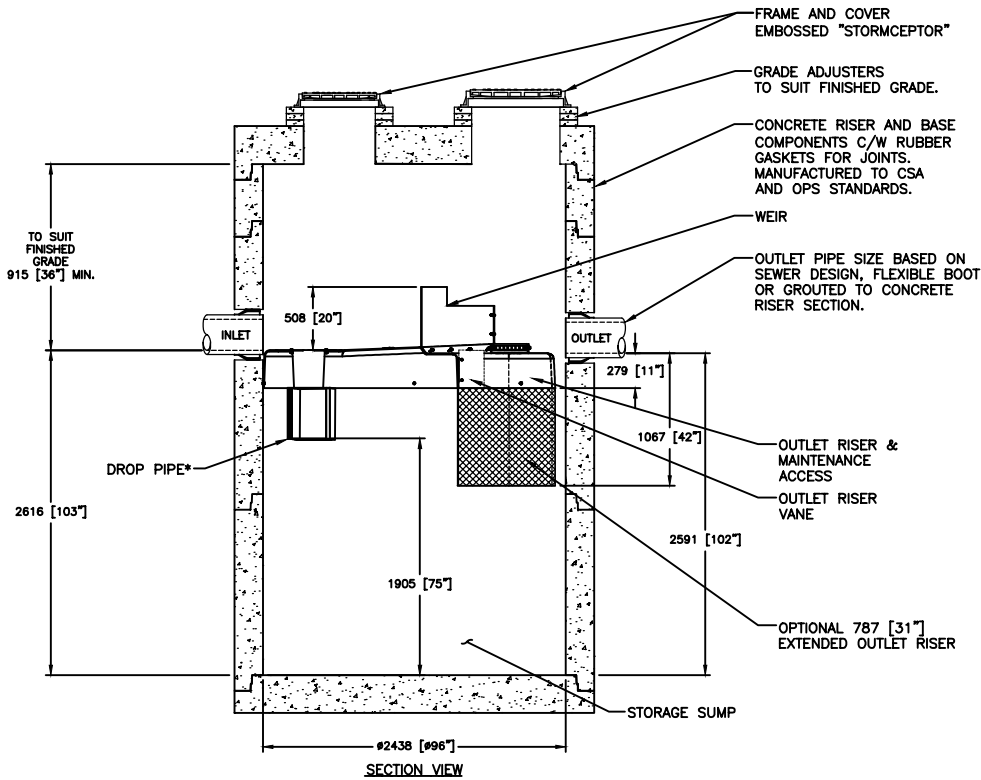 FRAME AND COVER
EMBOSSED "STORMCEPTOR"
GRADE ADJUSTERS
TO SUIT FINISHED GRADE.
CONCRETE RISER AND BASE
COMPONENTS C/W RUBBER
GASKETS FOR JOINTS.
MANUFACTURED TO CSA
AND OPS STANDARDS.
WEIR
TO SUIT
FINISHED
GRADE
915 [36"] MIN.
OUTLET PIPE SIZE BASED ON
SEWER DESIGN, FLEXIBLE BOOT
OR GROUTED TO CONCRETE
RISER SECTION.
508 [20"]
INLET
OUTLET
279 [11"]
1067 [42"]
DROP PIPE*
OUTLET RISER &
MAINTENANCE
ACCESS
OUTLET RISER
VANE
2616 [103"]
2591 [102"]
1905 [75"]
OPTIONAL 787 [31"]
EXTENDED OUTLET RISER
STORAGE SUMP
ø2438 [ø96"]
SECTION VIEW